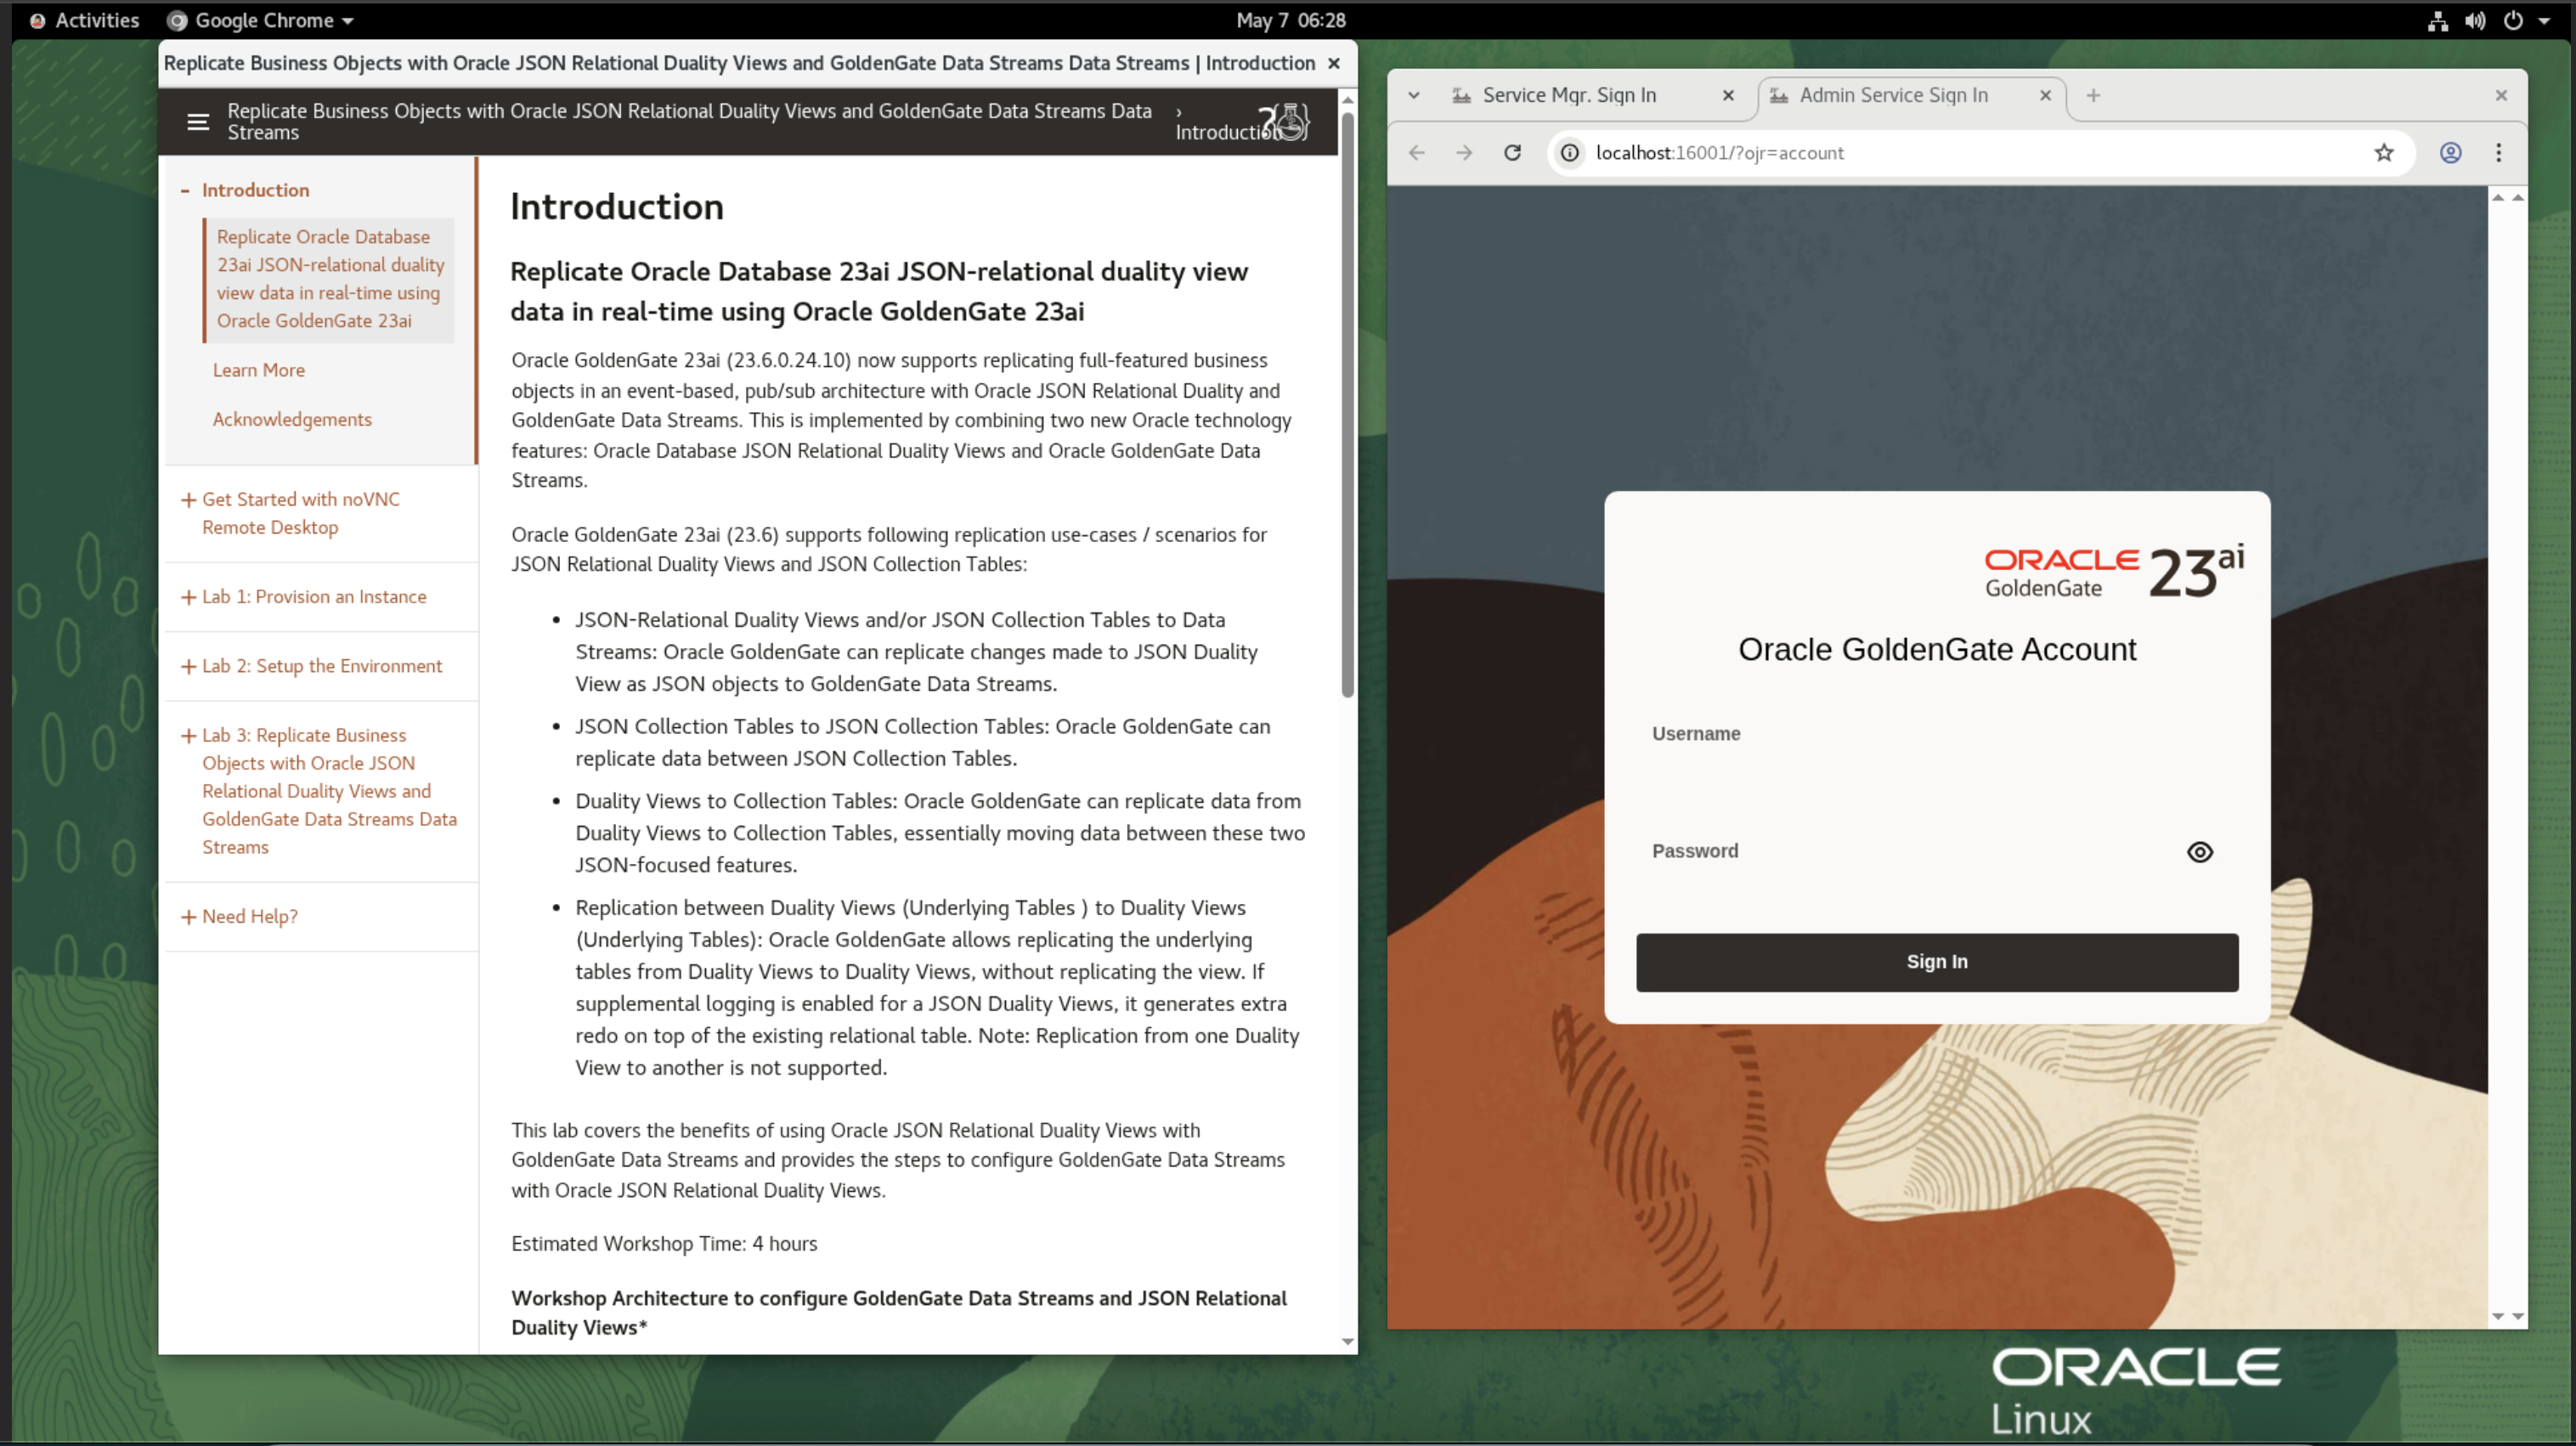 Activities
Google Chrome
May 7 06:28
Replicate Business Objects with Oracle JSON Relational Duality Views and GoldenGate Data Streams Data Streams | Introduction
Replicate Business Objects with Oracle JSON Relational Duality Views and GoldenGate Data Streams Data
Streams
›
Introduction
- Introduction
Replicate Oracle Database
23ai JSON-relational duality
view data in real-time using
Oracle GoldenGate 23ai
Learn More
Acknowledgements
+ Get Started with noVNC
Remote Desktop
+ Lab 1: Provision an Instance
+ Lab 2: Setup the Environment
+ Lab 3: Replicate Business
Objects with Oracle JSON
Relational Duality Views and
GoldenGate Data Streams Data
Streams
+ Need Help?
Introduction
Replicate Oracle Database 23ai JSON-relational duality view
data in real-time using Oracle GoldenGate 23ai
Oracle GoldenGate 23ai (23.6.0.24.10) now supports replicating full-featured business
objects in an event-based, pub/sub architecture with Oracle JSON Relational Duality and
GoldenGate Data Streams. This is implemented by combining two new Oracle technology
features: Oracle Database JSON Relational Duality Views and Oracle GoldenGate Data
Streams.
Oracle GoldenGate 23ai (23.6) supports following replication use-cases / scenarios for
JSON Relational Duality Views and JSON Collection Tables:
• JSON-Relational Duality Views and/or JSON Collection Tables to Data
Streams: Oracle GoldenGate can replicate changes made to JSON Duality
View as JSON objects to GoldenGate Data Streams.
• JSON Collection Tables to JSON Collection Tables: Oracle GoldenGate can
replicate data between JSON Collection Tables.
• Duality Views to Collection Tables: Oracle GoldenGate can replicate data from
Duality Views to Collection Tables, essentially moving data between these two
JSON-focused features.
• Replication between Duality Views (Underlying Tables ) to Duality Views
(Underlying Tables): Oracle GoldenGate allows replicating the underlying
tables from Duality Views to Duality Views, without replicating the view. If
supplemental logging is enabled for a JSON Duality Views, it generates extra
redo on top of the existing relational table. Note: Replication from one Duality
View to another is not supported.
This lab covers the benefits of using Oracle JSON Relational Duality Views with
GoldenGate Data Streams and provides the steps to configure GoldenGate Data Streams
with Oracle JSON Relational Duality Views.
Estimated Workshop Time: 4 hours
Workshop Architecture to configure GoldenGate Data Streams and JSON Relational
Duality Views*
Service Mgr. Sign In
Admin Service Sign In
localhost:16001/?ojr=account
ORACLE
GoldenGate
23ai
Oracle GoldenGate Account
Username
Password
Sign In
ORACLE
Linux